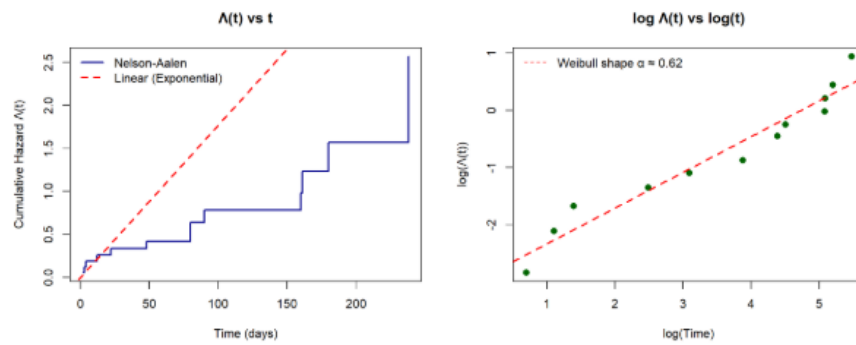 Λ(t) vs t
Nelson-Aalen
Linear (Exponential)
Cumulative Hazard Λ(t)
0.0 0.5 1.0 1.5 2.0 2.5
0 50 100 150 200
Time (days)
log Λ(t) vs log(t)
Weibull shape α ≈ 0.62
log(Λ(t))
-2 -1 0 1
1 2 3 4 5
log(Time)